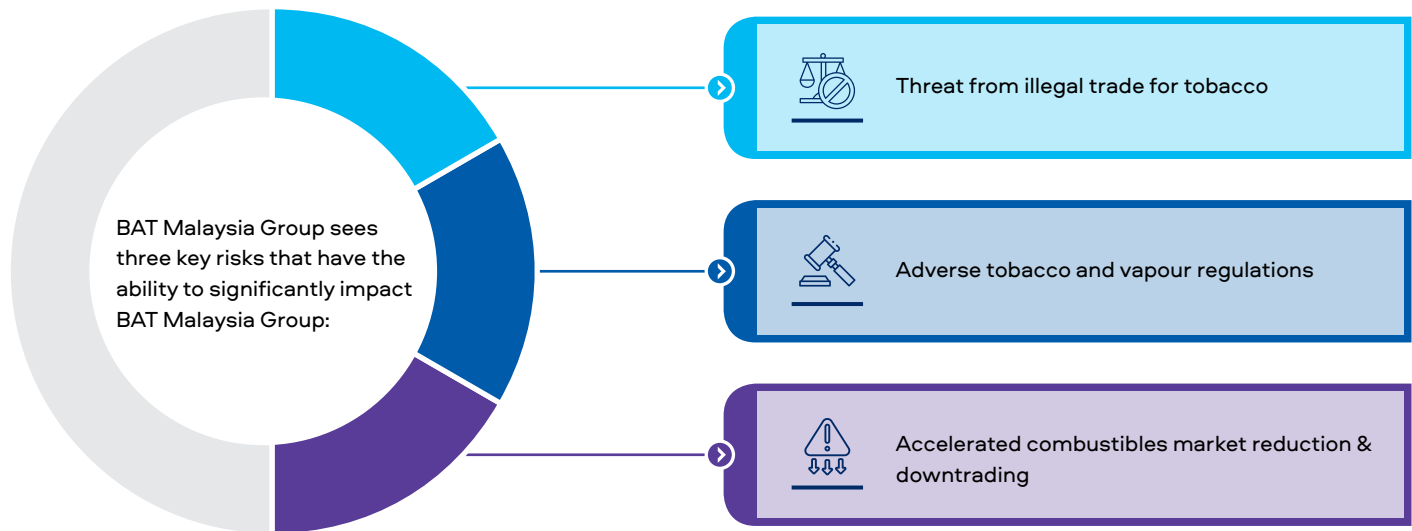 BAT Malaysia Group sees
three key risks that have the
ability to significantly impact
BAT Malaysia Group:
Threat from illegal trade for tobacco
Adverse tobacco and vapour regulations
Accelerated combustibles market reduction &
downtrading